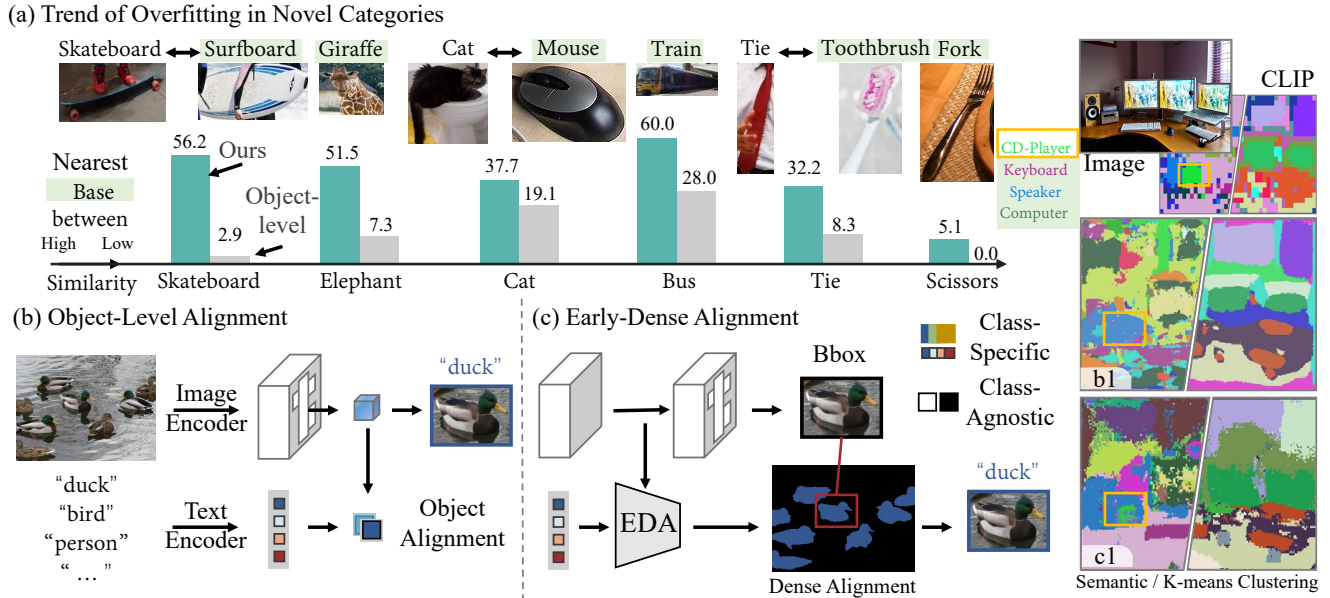 (a) Trend of Overfitting in Novel Categories
Skateboard Surfboard Giraffe Cat Mouse Train Tie Toothbrush Fork
CLIP
Image
CD-Player
Keyboard
Speaker
Computer
Nearest
Base
between
High Low
Similarity
Ours
Object-
level
56.2 2.9 51.5 7.3 37.7 19.1 60.0 28.0 32.2 8.3 5.1 0.0
Skateboard Elephant Cat Bus Tie Scissors
(b) Object-Level Alignment
Image
Encoder
"duck"
"duck"
"bird"
"person"
" ... "
Text
Encoder
Object
Alignment
(c) Early-Dense Alignment
Bbox
Class-
Specific
Class-
Agnostic
EDA
"duck"
Dense Alignment
b1
c1
Semantic / K-means Clustering